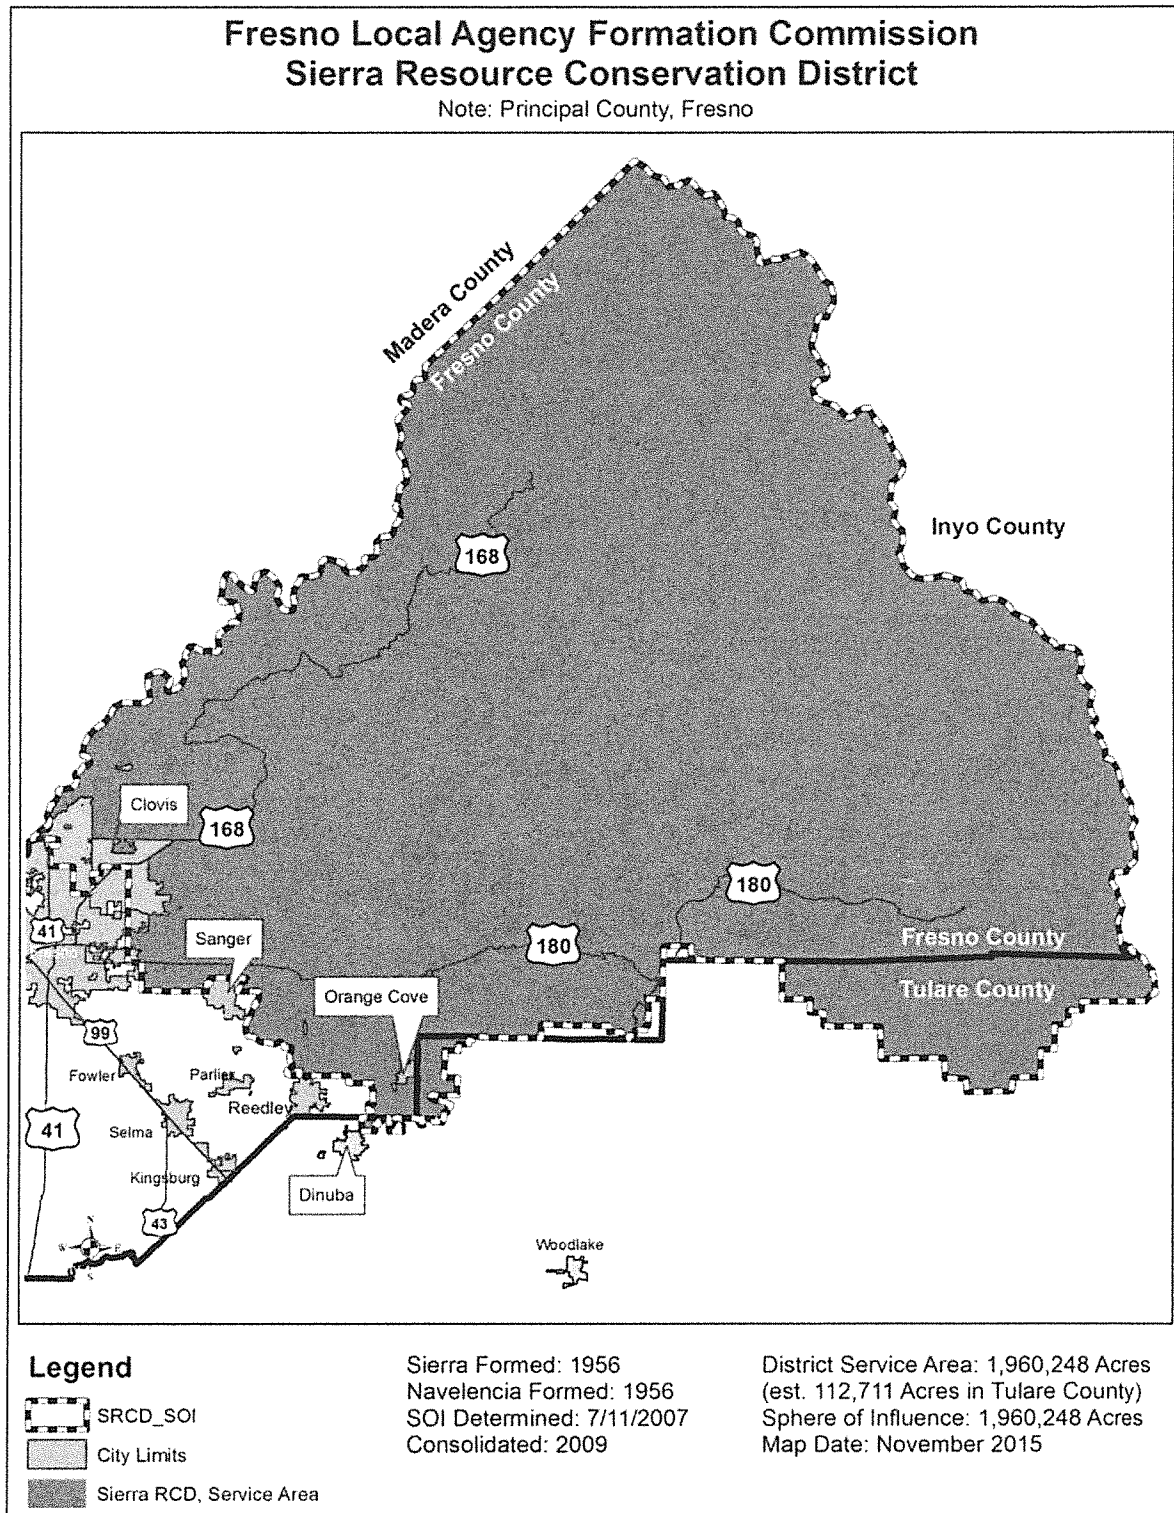 Fresno Local Agency Formation Commission
Sierra Resource Conservation District
Note: Principal County, Fresno
Madera County
Fresno County
Inyo County
168
Clovis
168
180
41
Sanger
180
Fresno County
Orange Cove
Tulare County
99
Fowler
Parlier
Reedley
41
Selma
Kingsburg
Dinuba
43
N
W
E
S
Woodlake
Legend
SRCD_SOI
City Limits
Sierra RCD, Service Area
Sierra Formed: 1956
Navelencia Formed: 1956
SOI Determined: 7/11/2007
Consolidated: 2009
District Service Area: 1,960,248 Acres
(est. 112,711 Acres in Tulare County)
Sphere of Influence: 1,960,248 Acres
Map Date: November 2015